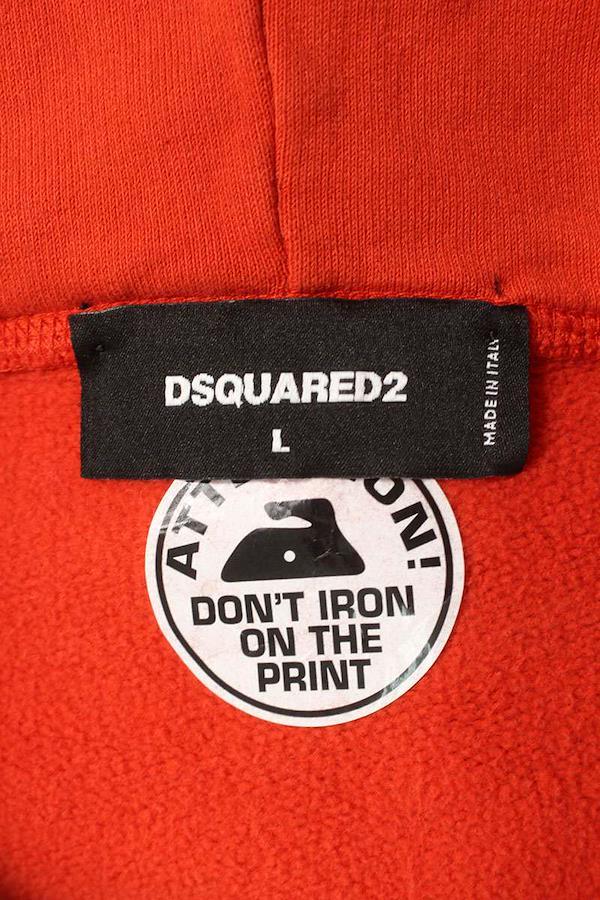 DSQUARED2
L
MADE IN ITALY
DON'T IRON
ON THE
PRINT